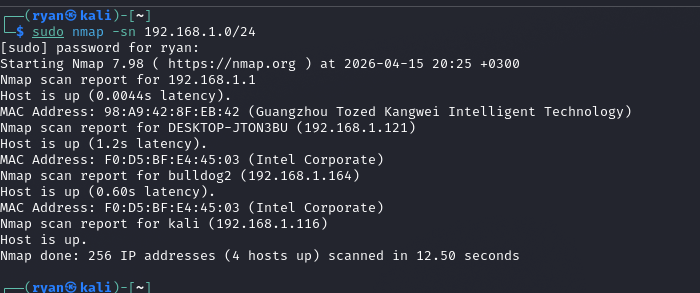 ┌──(ryan㉿kali)-[~]
└─$ sudo nmap -sn 192.168.1.0/24
[sudo] password for ryan:
Starting Nmap 7.98 ( https://nmap.org ) at 2026-04-15 20:25 +0300
Nmap scan report for 192.168.1.1
Host is up (0.0044s latency).
MAC Address: 98:A9:42:8F:EB:42 (Guangzhou Tozed Kangwei Intelligent Technology)
Nmap scan report for DESKTOP-JTON3BU (192.168.1.121)
Host is up (1.2s latency).
MAC Address: F0:D5:BF:E4:45:03 (Intel Corporate)
Nmap scan report for bulldog2 (192.168.1.164)
Host is up (0.60s latency).
MAC Address: F0:D5:BF:E4:45:03 (Intel Corporate)
Nmap scan report for kali (192.168.1.116)
Host is up.
Nmap done: 256 IP addresses (4 hosts up) scanned in 12.50 seconds
┌──(ryan㉿kali)-[~]